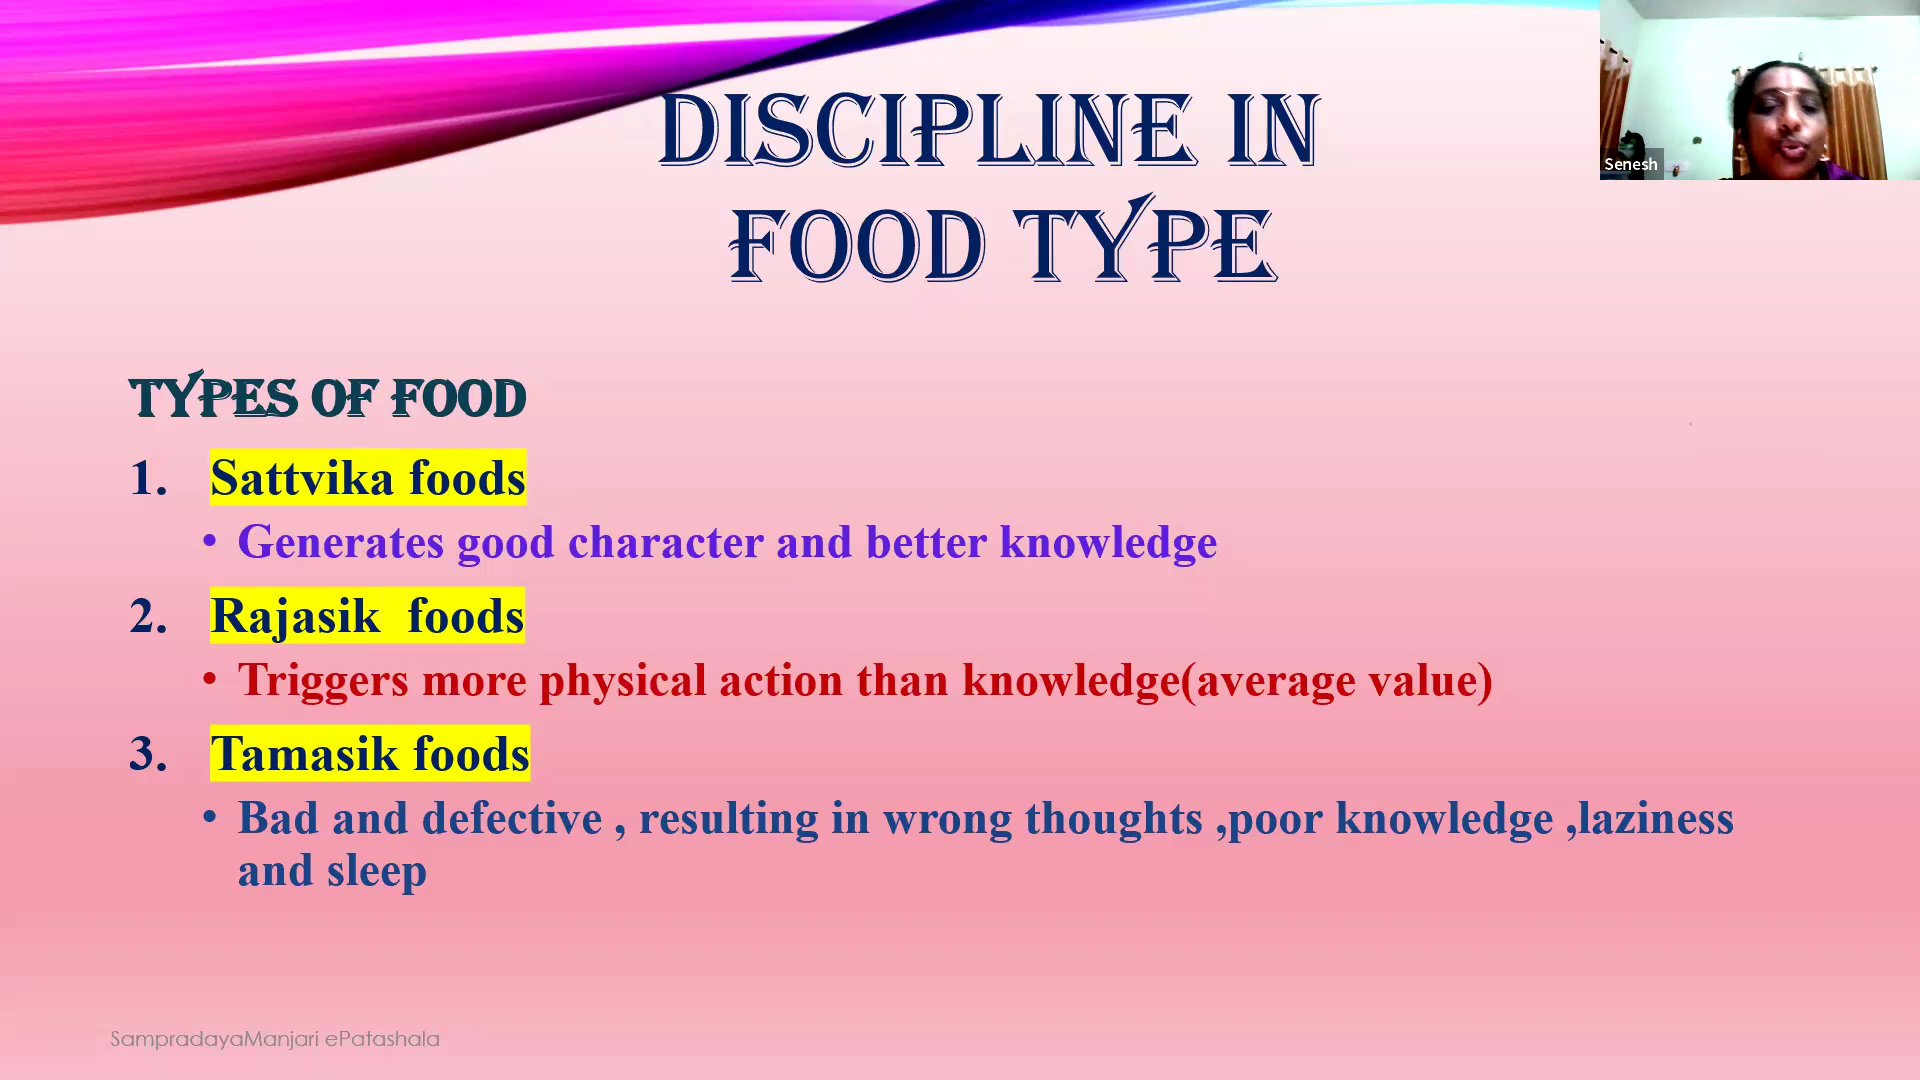 DISCIPLINE IN
FOOD TYPE
Senesh
TYPES OF FOOD
1. Sattvika foods
• Generates good character and better knowledge
2. Rajasik foods
• Triggers more physical action than knowledge(average value)
3. Tamasik foods
• Bad and defective , resulting in wrong thoughts ,poor knowledge ,laziness
and sleep
SampradayaManjari ePatashala